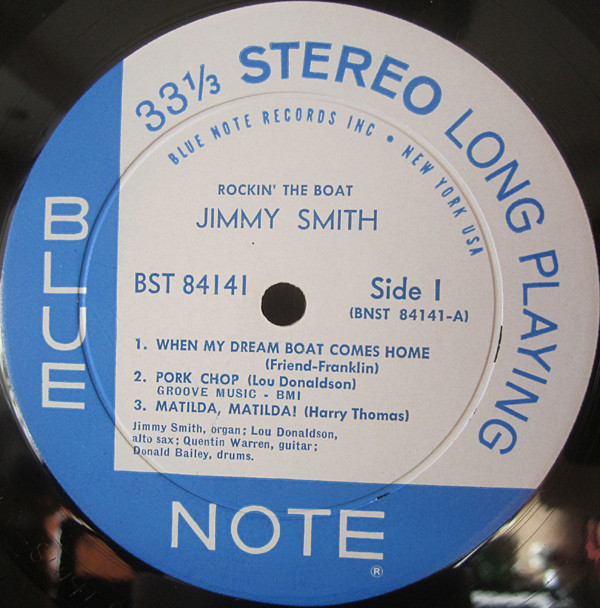 33⅓ STEREO LONG PLAYING
BLUE NOTE RECORDS INC • NEW YORK USA
ROCKIN' THE BOAT
JIMMY SMITH
BST 84141
Side 1
(BNST 84141-A)
1. WHEN MY DREAM BOAT COMES HOME
(Friend-Franklin)
2. PORK CHOP (Lou Donaldson)
GROOVE MUSIC - BMI
3. MATILDA, MATILDA! (Harry Thomas)
Jimmy Smith, organ; Lou Donaldson,
alto sax; Quentin Warren, guitar;
Donald Bailey, drums.
BLUE
NOTE®